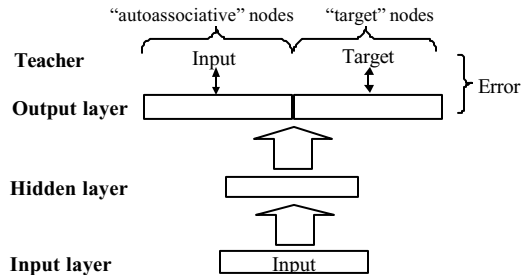 “autoassociative” nodes “target” nodes
Teacher Input Target
Error
Output layer
Hidden layer
Input layer Input